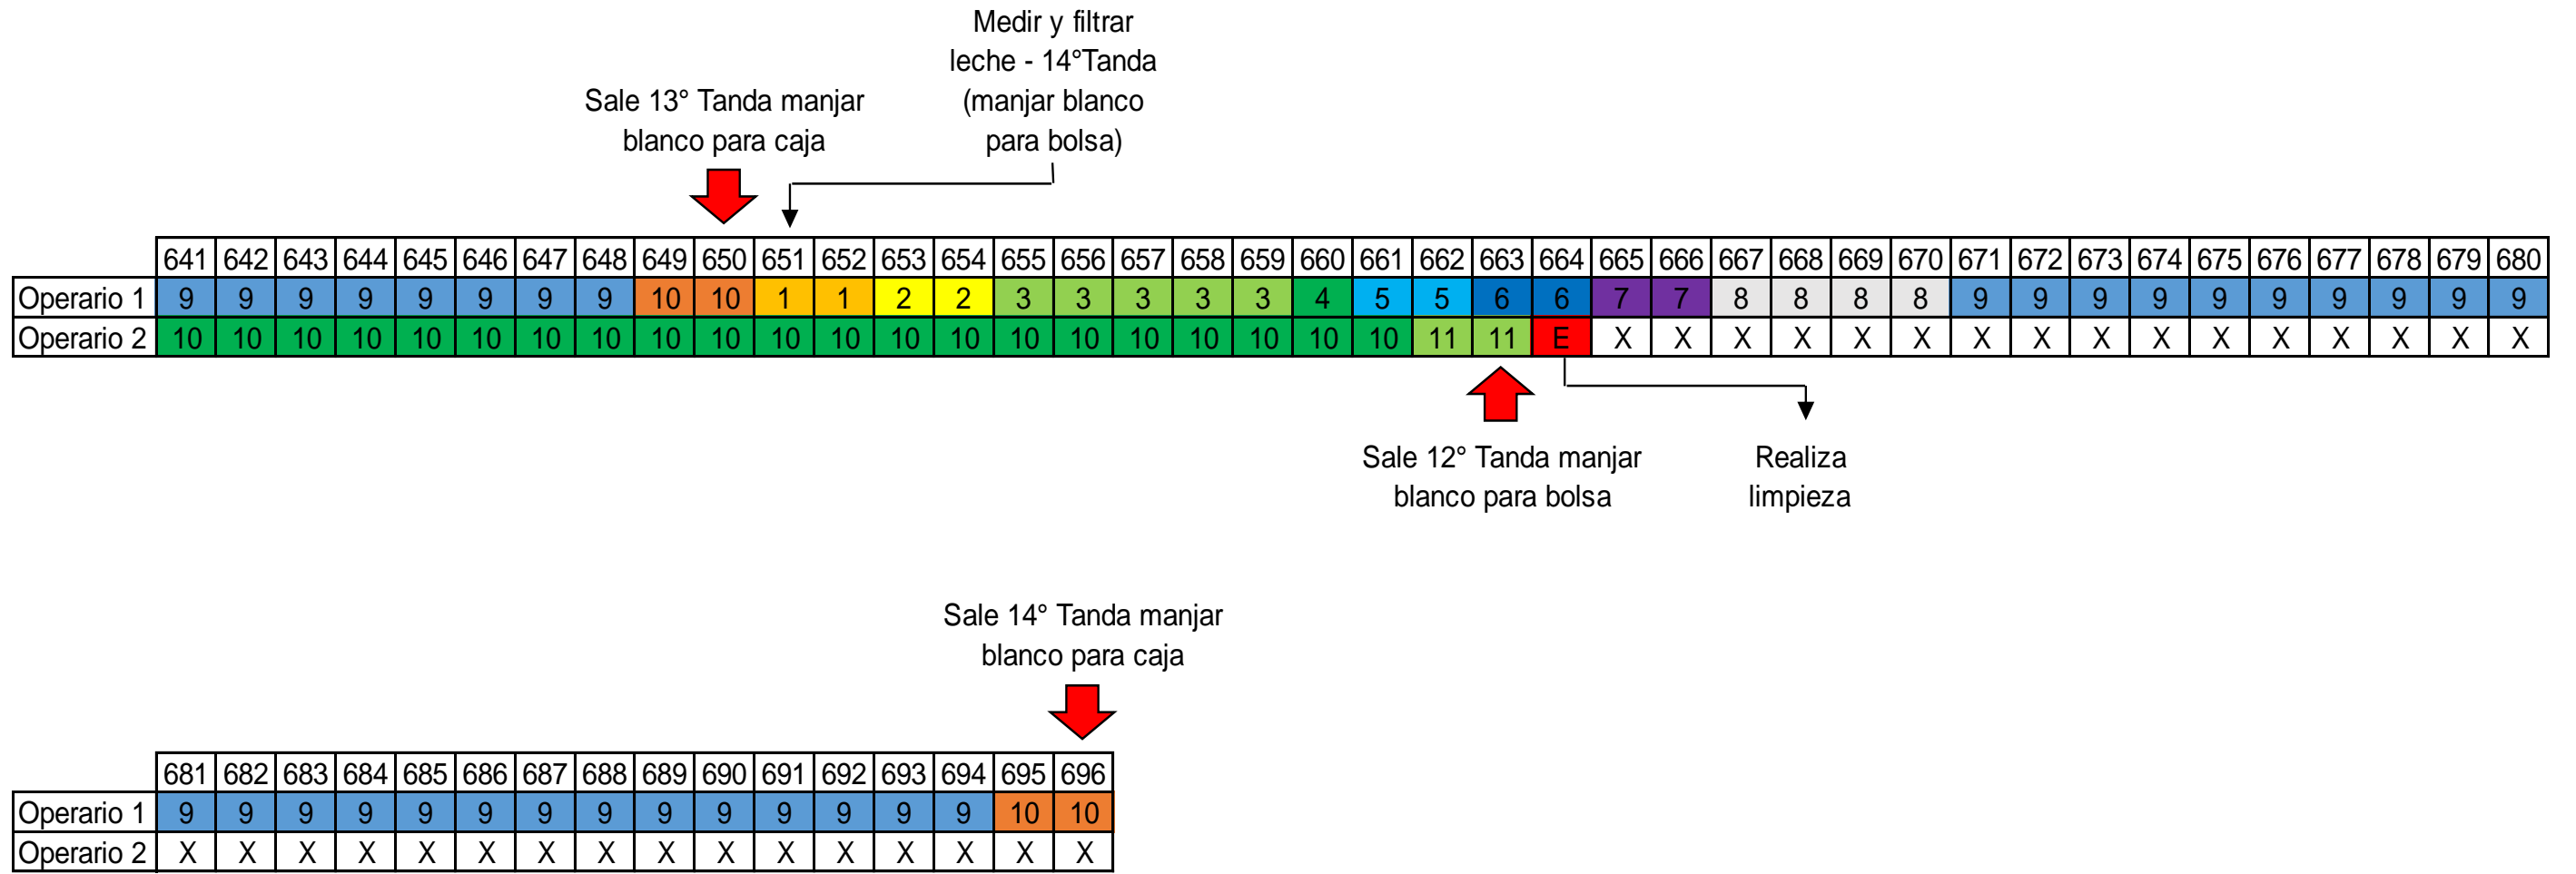 Medir y filtrar
leche - 14°Tanda
(manjar blanco
para bolsa)
Sale 13° Tanda manjar
blanco para caja
641 642 643 644 645 646 647 648 649 650 651 652 653 654 655 656 657 658 659 660 661 662 663 664 665 666 667 668 669 670 671 672 673 674 675 676 677 678 679 680
Operario 1 9 9 9 9 9 9 9 9 10 10 1 1 2 2 3 3 3 3 3 4 5 5 6 6 7 7 8 8 8 8 9 9 9 9 9 9 9 9 9 9
Operario 2 10 10 10 10 10 10 10 10 10 10 10 10 10 10 10 10 10 10 10 10 10 11 11 E X X X X X X X X X X X X X X X X
Sale 12° Tanda manjar
blanco para bolsa
Realiza
limpieza
Sale 14° Tanda manjar
blanco para caja
681 682 683 684 685 686 687 688 689 690 691 692 693 694 695 696
Operario 1 9 9 9 9 9 9 9 9 9 9 9 9 9 9 10 10
Operario 2 X X X X X X X X X X X X X X X X